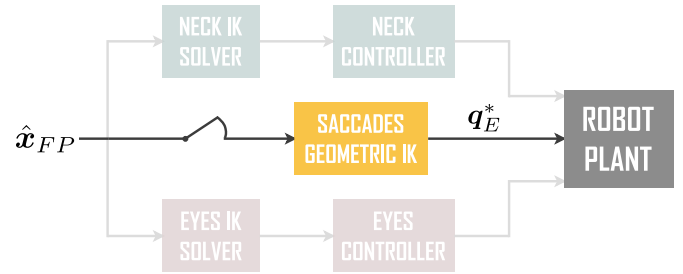 NECK IK
SOLVER
NECK
CONTROLLER
x̂_FP
SACCADES
GEOMETRIC IK
q*_E
ROBOT
PLANT
EYES IK
SOLVER
EYES
CONTROLLER